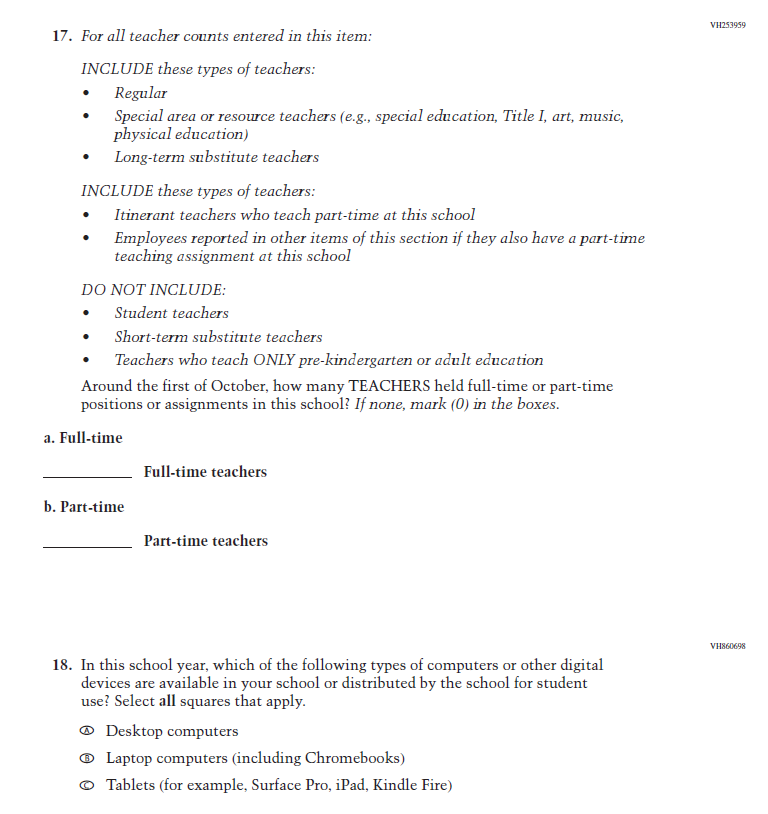 VH253959
17. For all teacher counts entered in this item:
INCLUDE these types of teachers:
• Regular
• Special area or resource teachers (e.g., special education, Title I, art, music,
physical education)
• Long-term substitute teachers
INCLUDE these types of teachers:
• Itinerant teachers who teach part-time at this school
• Employees reported in other items of this section if they also have a part-time
teaching assignment at this school
DO NOT INCLUDE:
• Student teachers
• Short-term substitute teachers
• Teachers who teach ONLY pre-kindergarten or adult education
Around the first of October, how many TEACHERS held full-time or part-time
positions or assignments in this school? If none, mark (0) in the boxes.
a. Full-time
__________ Full-time teachers
b. Part-time
__________ Part-time teachers
VH860698
18. In this school year, which of the following types of computers or other digital
devices are available in your school or distributed by the school for student
use? Select all squares that apply.
A Desktop computers
B Laptop computers (including Chromebooks)
C Tablets (for example, Surface Pro, iPad, Kindle Fire)